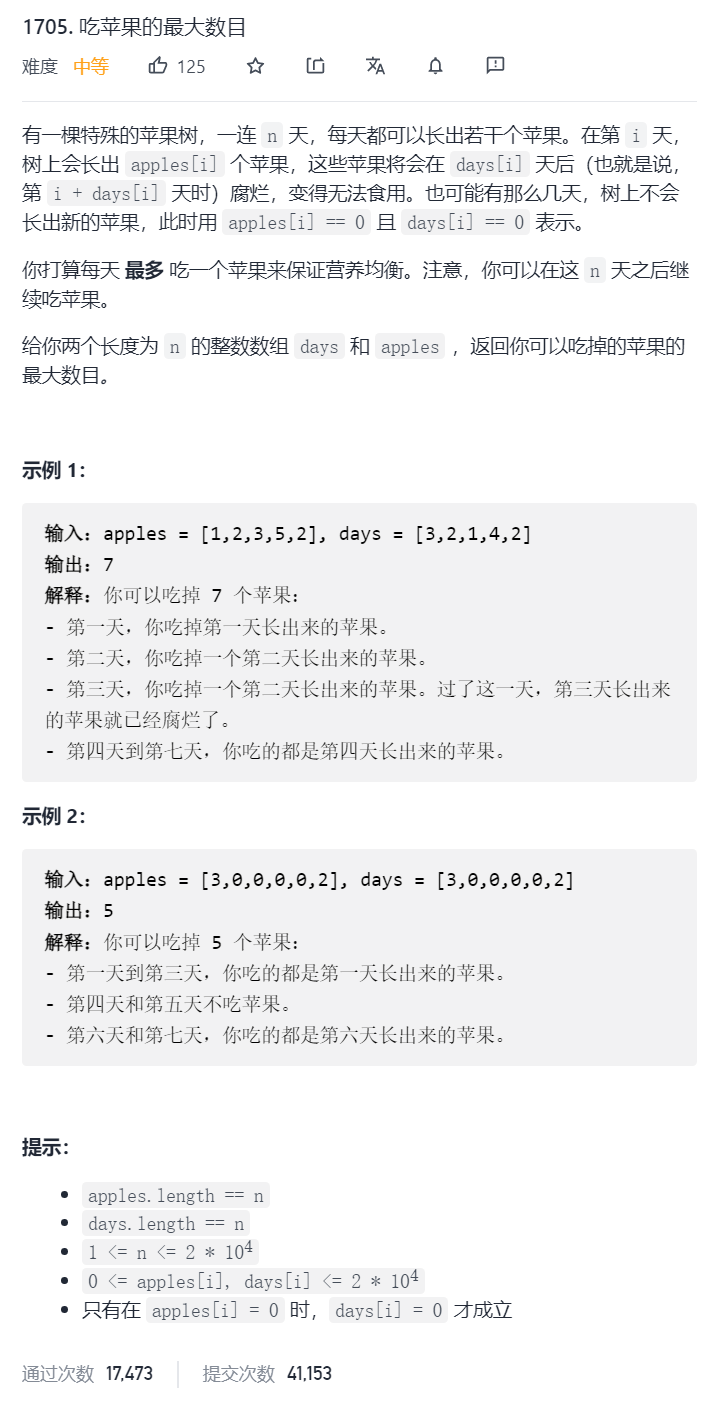 1705. 吃苹果的最大数目
难度 中等 125
有一棵特殊的苹果树，一连 n 天，每天都可以长出若干个苹果。在第 i 天，
树上会长出 apples[i] 个苹果，这些苹果将会在 days[i] 天后（也就是说，
第 i + days[i] 天时）腐烂，变得无法食用。也可能有那么几天，树上不会
长出新的苹果，此时用 apples[i] == 0 且 days[i] == 0 表示。
你打算每天 最多 吃一个苹果来保证营养均衡。注意，你可以在这 n 天之后继
续吃苹果。
给你两个长度为 n 的整数数组 days 和 apples ，返回你可以吃掉的苹果的
最大数目。
示例 1：
输入：apples = [1,2,3,5,2], days = [3,2,1,4,2]
输出：7
解释：你可以吃掉 7 个苹果：
- 第一天，你吃掉第一天长出来的苹果。
- 第二天，你吃掉一个第二天长出来的苹果。
- 第三天，你吃掉一个第二天长出来的苹果。过了这一天，第三天长出来
的苹果就已经腐烂了。
- 第四天到第七天，你吃的都是第四天长出来的苹果。
示例 2：
输入：apples = [3,0,0,0,0,2], days = [3,0,0,0,0,2]
输出：5
解释：你可以吃掉 5 个苹果：
- 第一天到第三天，你吃的都是第一天长出来的苹果。
- 第四天和第五天不吃苹果。
- 第六天和第七天，你吃的都是第六天长出来的苹果。
提示：
• apples.length == n
• days.length == n
• 1 <= n <= 2 * 10⁴
• 0 <= apples[i], days[i] <= 2 * 10⁴
• 只有在 apples[i] = 0 时，days[i] = 0 才成立
通过次数 17,473 提交次数 41,153